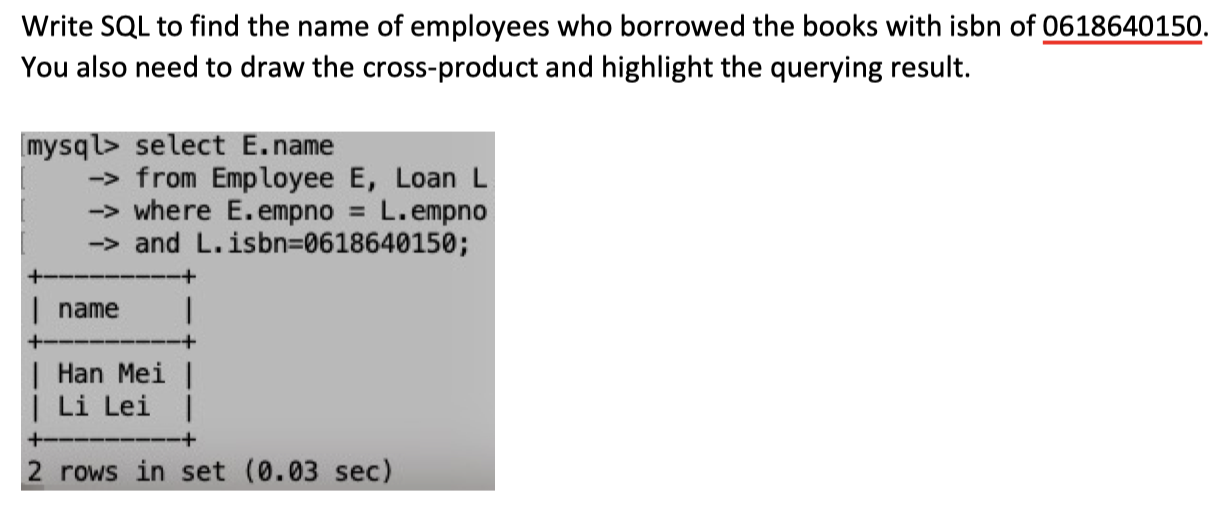 Write SQL to find the name of employees who borrowed the books with isbn of 0618640150.
You also need to draw the cross-product and highlight the querying result.
[mysql> select E.name
[    -> from Employee E, Loan L
[    -> where E.empno = L.empno
[    -> and L.isbn=0618640150;
+---------+
| name    |
+---------+
| Han Mei |
| Li Lei  |
+---------+
2 rows in set (0.03 sec)